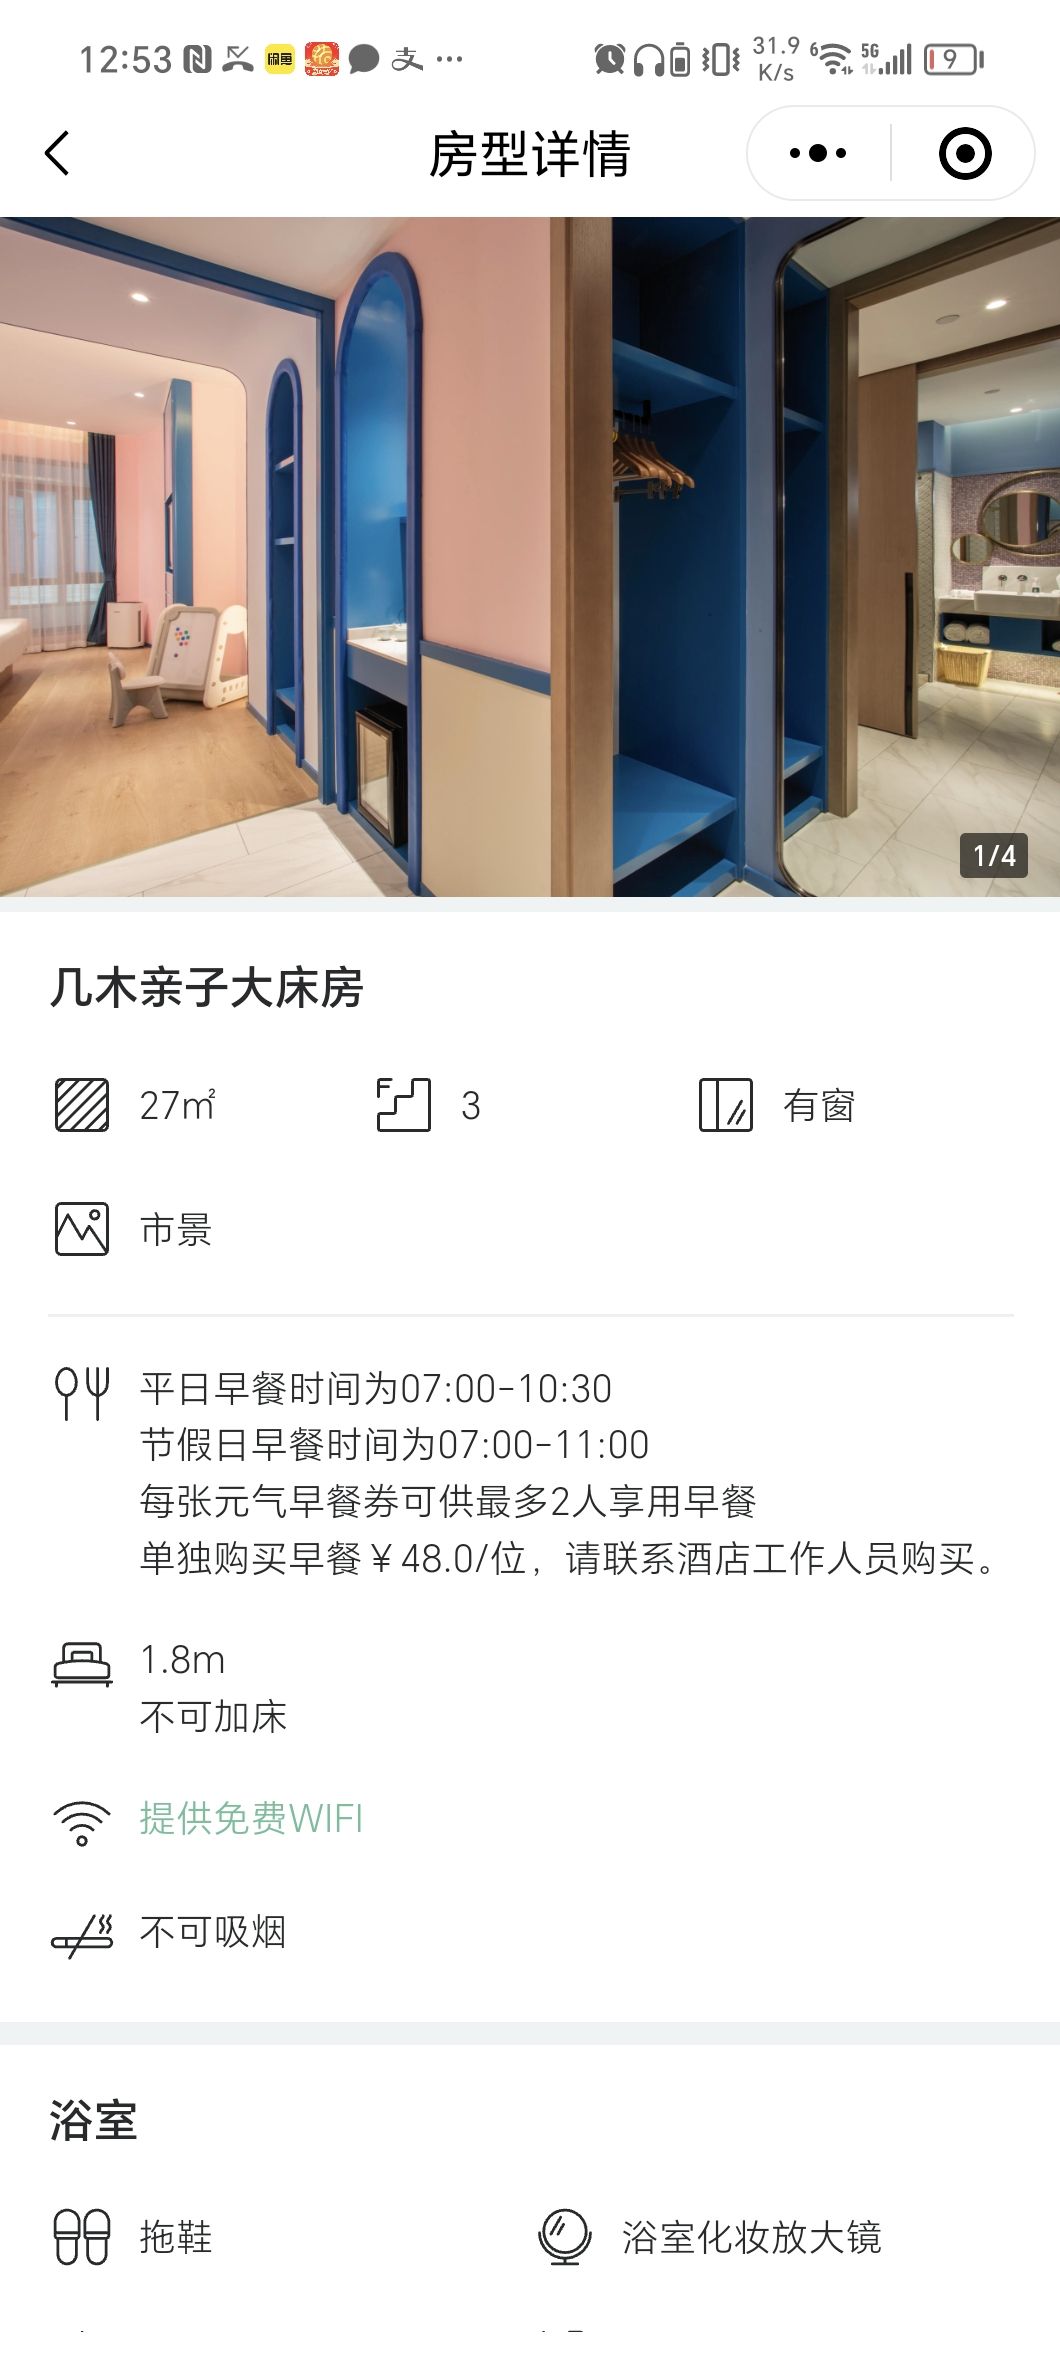 12:53
闲鱼
31.9
K/s
6
5G
9
房型详情
1/4
几木亲子大床房
27㎡
3
有窗
市景
平日早餐时间为07:00-10:30
节假日早餐时间为07:00-11:00
每张元气早餐券可供最多2人享用早餐
单独购买早餐￥48.0/位，请联系酒店工作人员购买。
1.8m
不可加床
提供免费WIFI
不可吸烟
浴室
拖鞋
浴室化妆放大镜